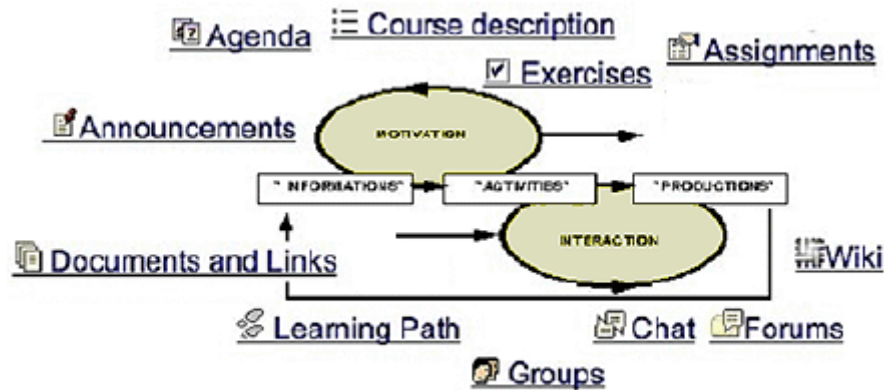 Agenda
Course description
Assignments
Exercises
Announcements
MOTIVATION
"INFORMATIONS"
"ACTIVITIES"
"PRODUCTIONS"
INTERACTION
Documents and Links
Wiki
Learning Path
Chat
Forums
Groups